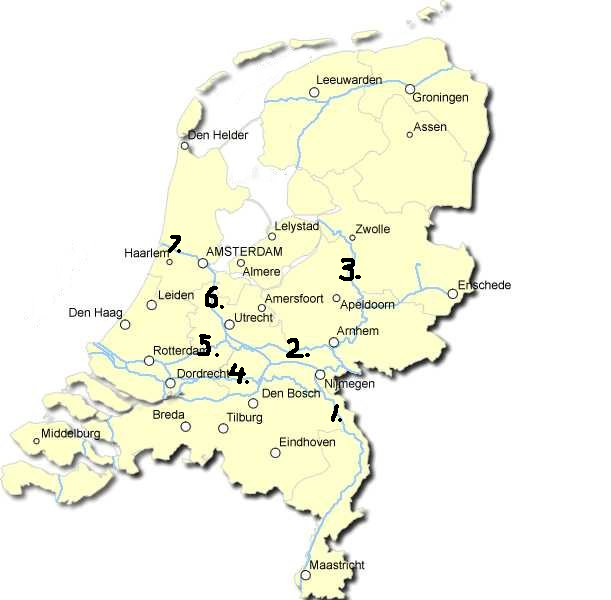 Leeuwarden
Groningen
Assen
Den Helder
Lelystad
Zwolle
7.
Haarlem
AMSTERDAM
Almere
3.
Enschede
Leiden
6.
Amersfoort
Apeldoorn
Den Haag
Utrecht
Arnhem
5.
2.
Rotterdam
Dordrecht
4.
Nijmegen
Den Bosch
1.
Breda
Tilburg
Middelburg
Eindhoven
Maastricht